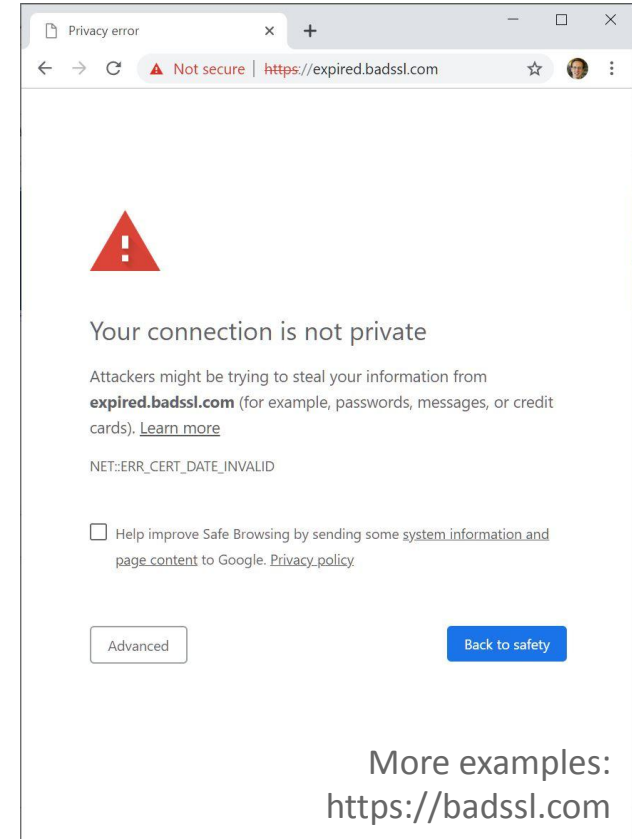 Privacy error
Not secure | https://expired.badssl.com
Your connection is not private
Attackers might be trying to steal your information from
expired.badssl.com (for example, passwords, messages, or credit
cards). Learn more
NET::ERR_CERT_DATE_INVALID
Help improve Safe Browsing by sending some system information and
page content to Google. Privacy policy
Advanced
Back to safety
More examples:
https://badssl.com